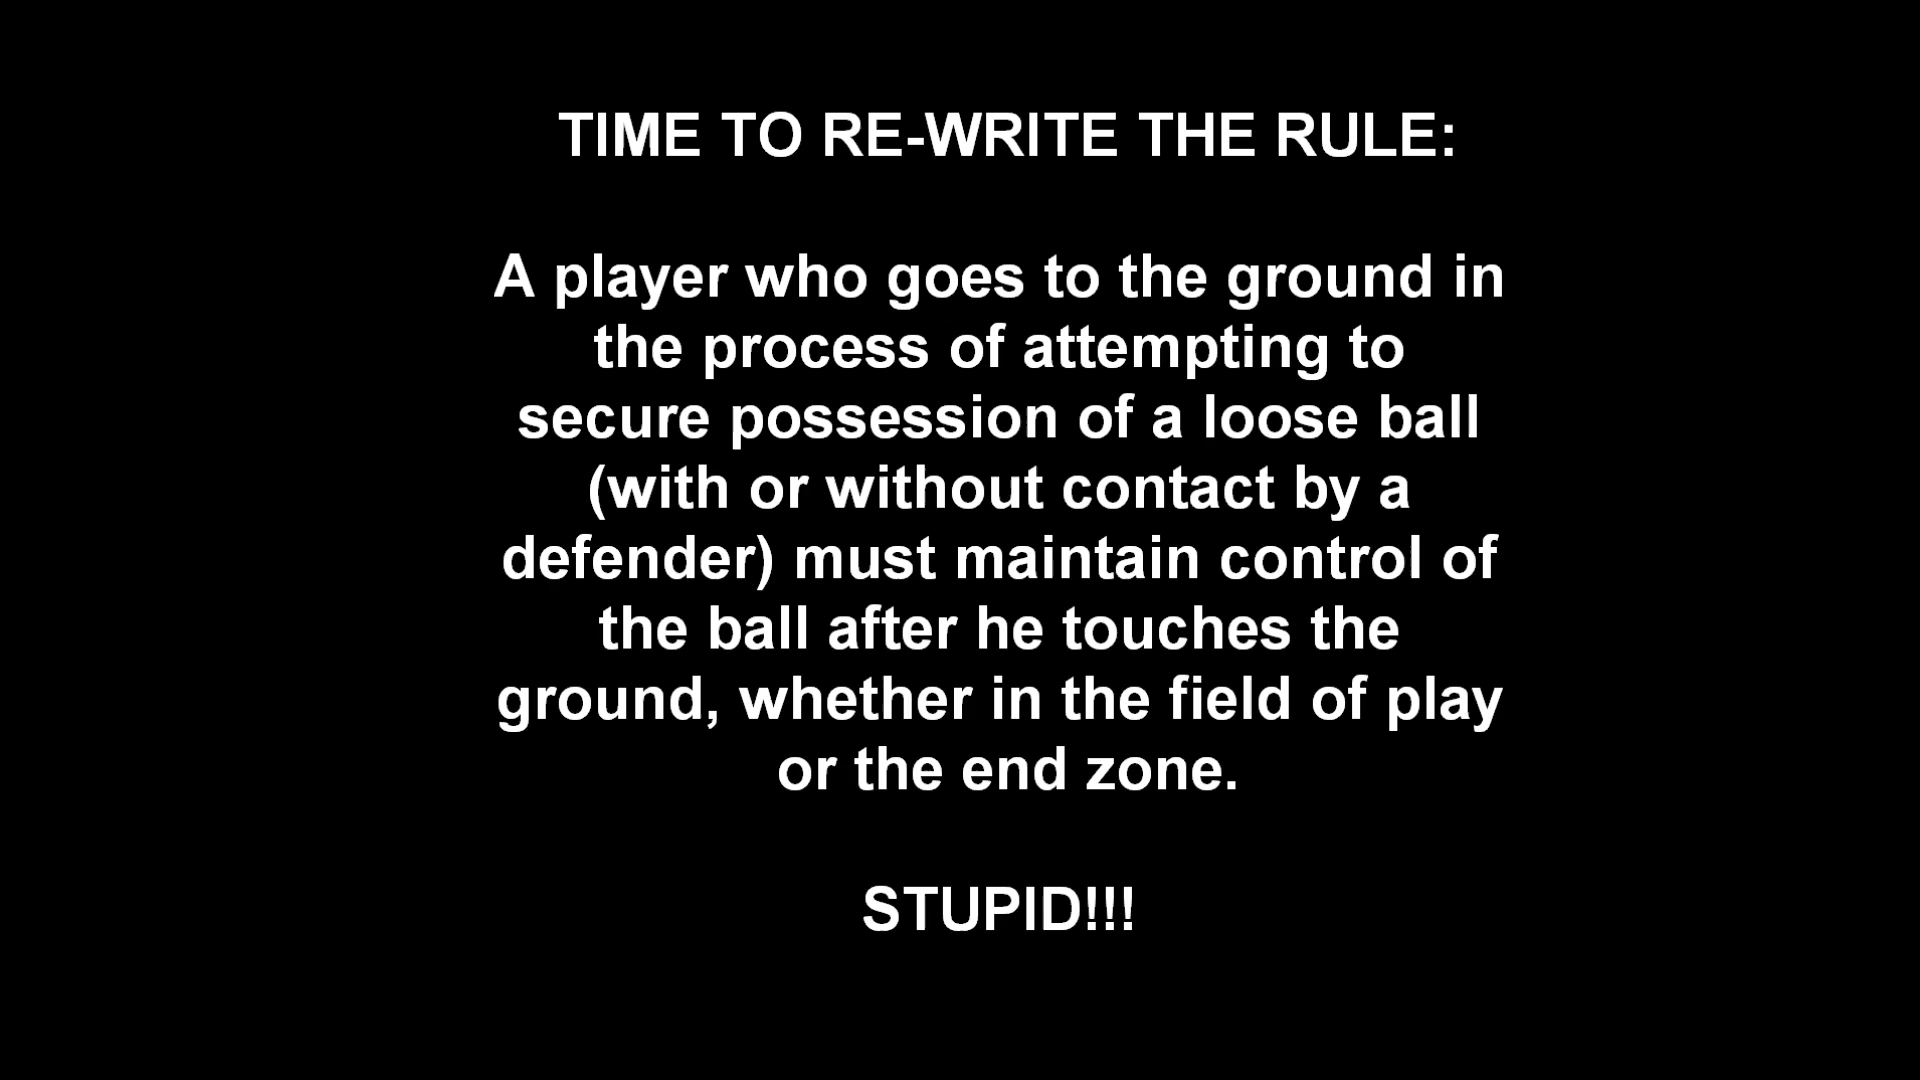 TIME TO RE-WRITE THE RULE:
A player who goes to the ground in
the process of attempting to
secure possession of a loose ball
(with or without contact by a
defender) must maintain control of
the ball after he touches the
ground, whether in the field of play
or the end zone.
STUPID!!!